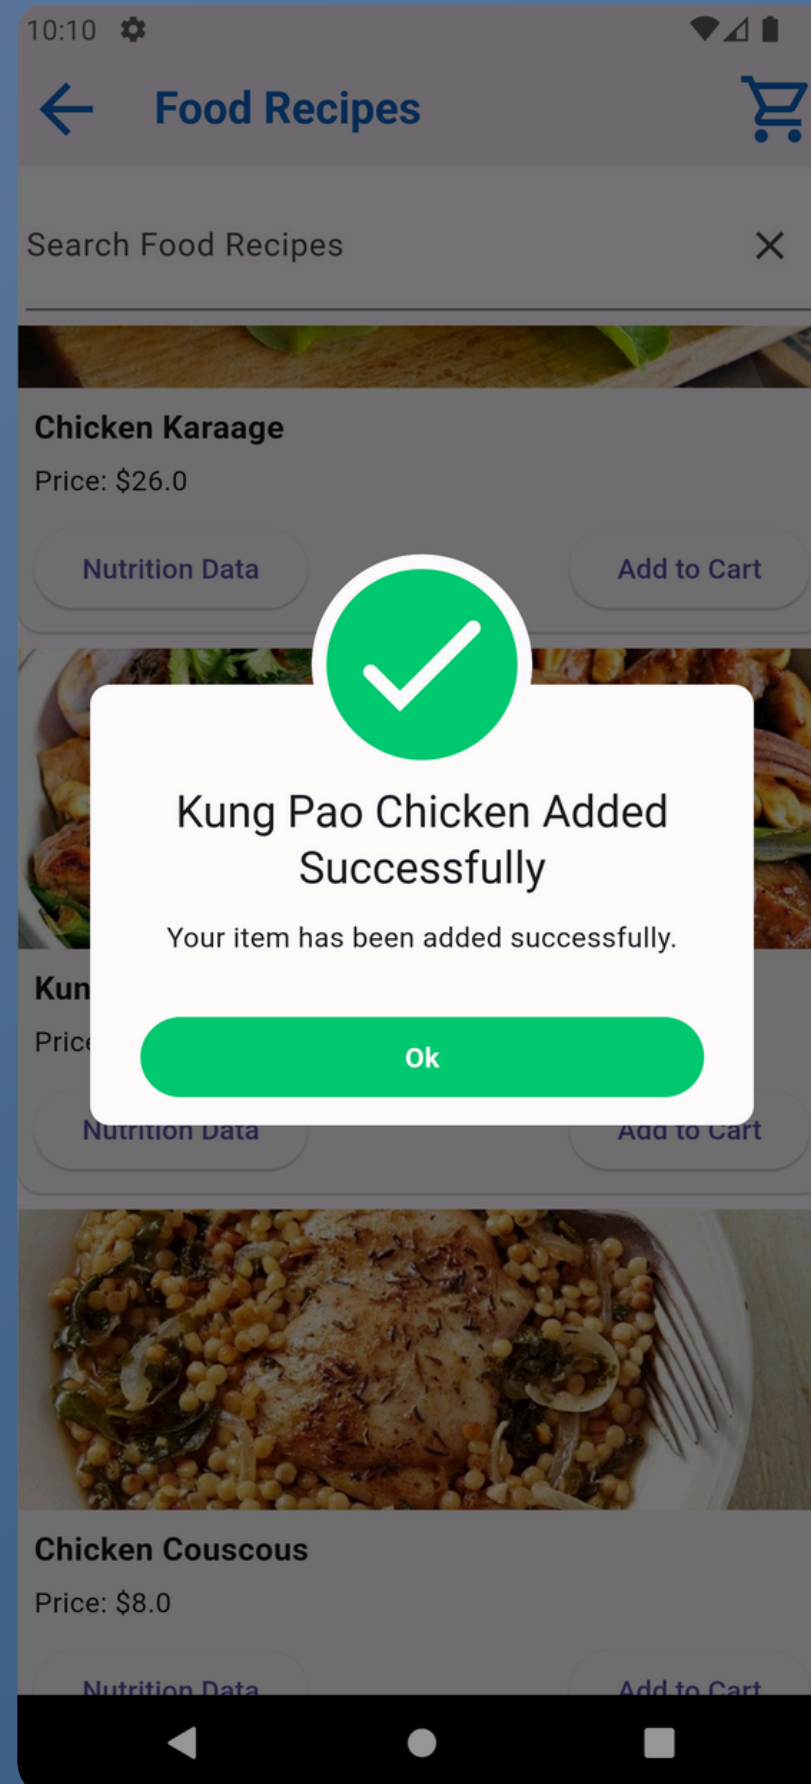 10:10
Food Recipes
Search Food Recipes
Chicken Karaage
Price: $26.0
Nutrition Data Add to Cart
Kung Pao Chicken Added
Successfully
Your item has been added successfully.
Kun
Price
Ok
Nutrition Data Add to Cart
Chicken Couscous
Price: $8.0
Nutrition Data Add to Cart